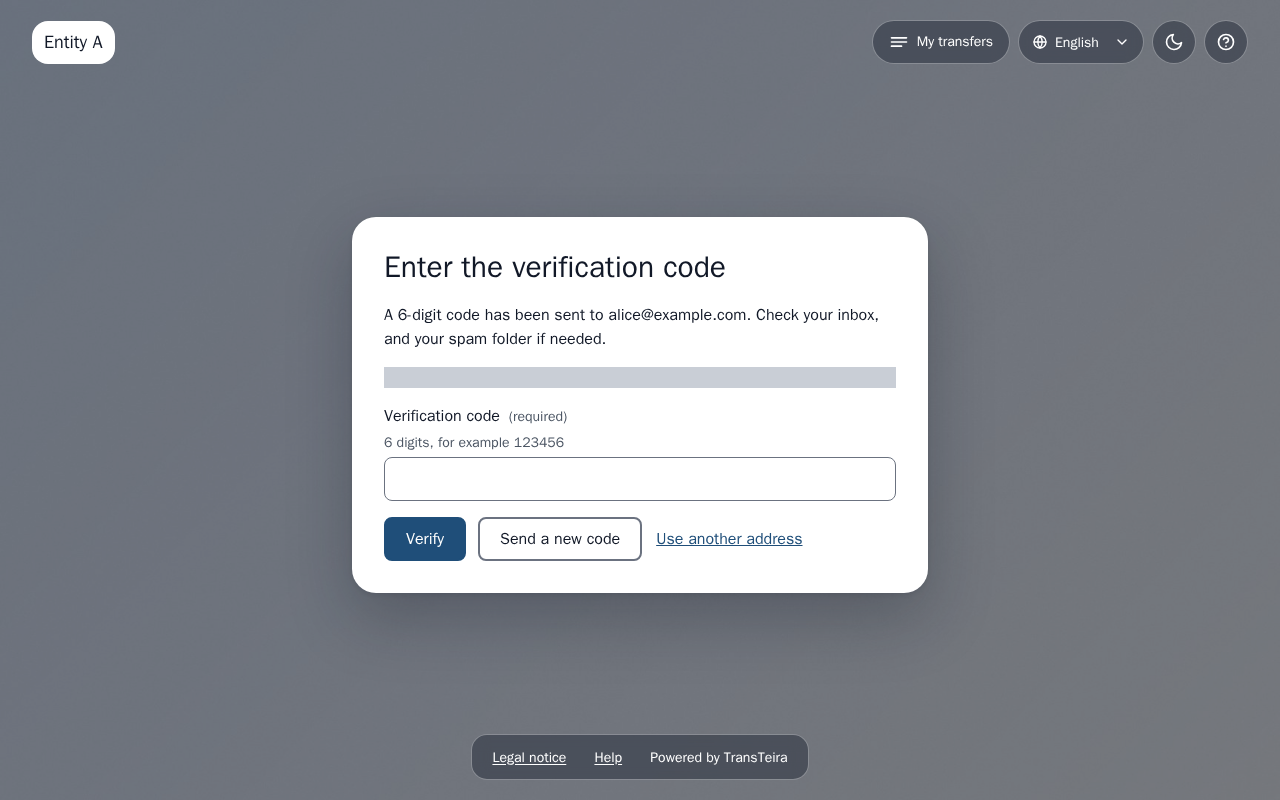 Entity A
My transfers
English
Enter the verification code
A 6-digit code has been sent to alice@example.com. Check your inbox,
and your spam folder if needed.
Verification code (required)
6 digits, for example 123456
Verify
Send a new code
Use another address
Legal notice
Help
Powered by TransTeira